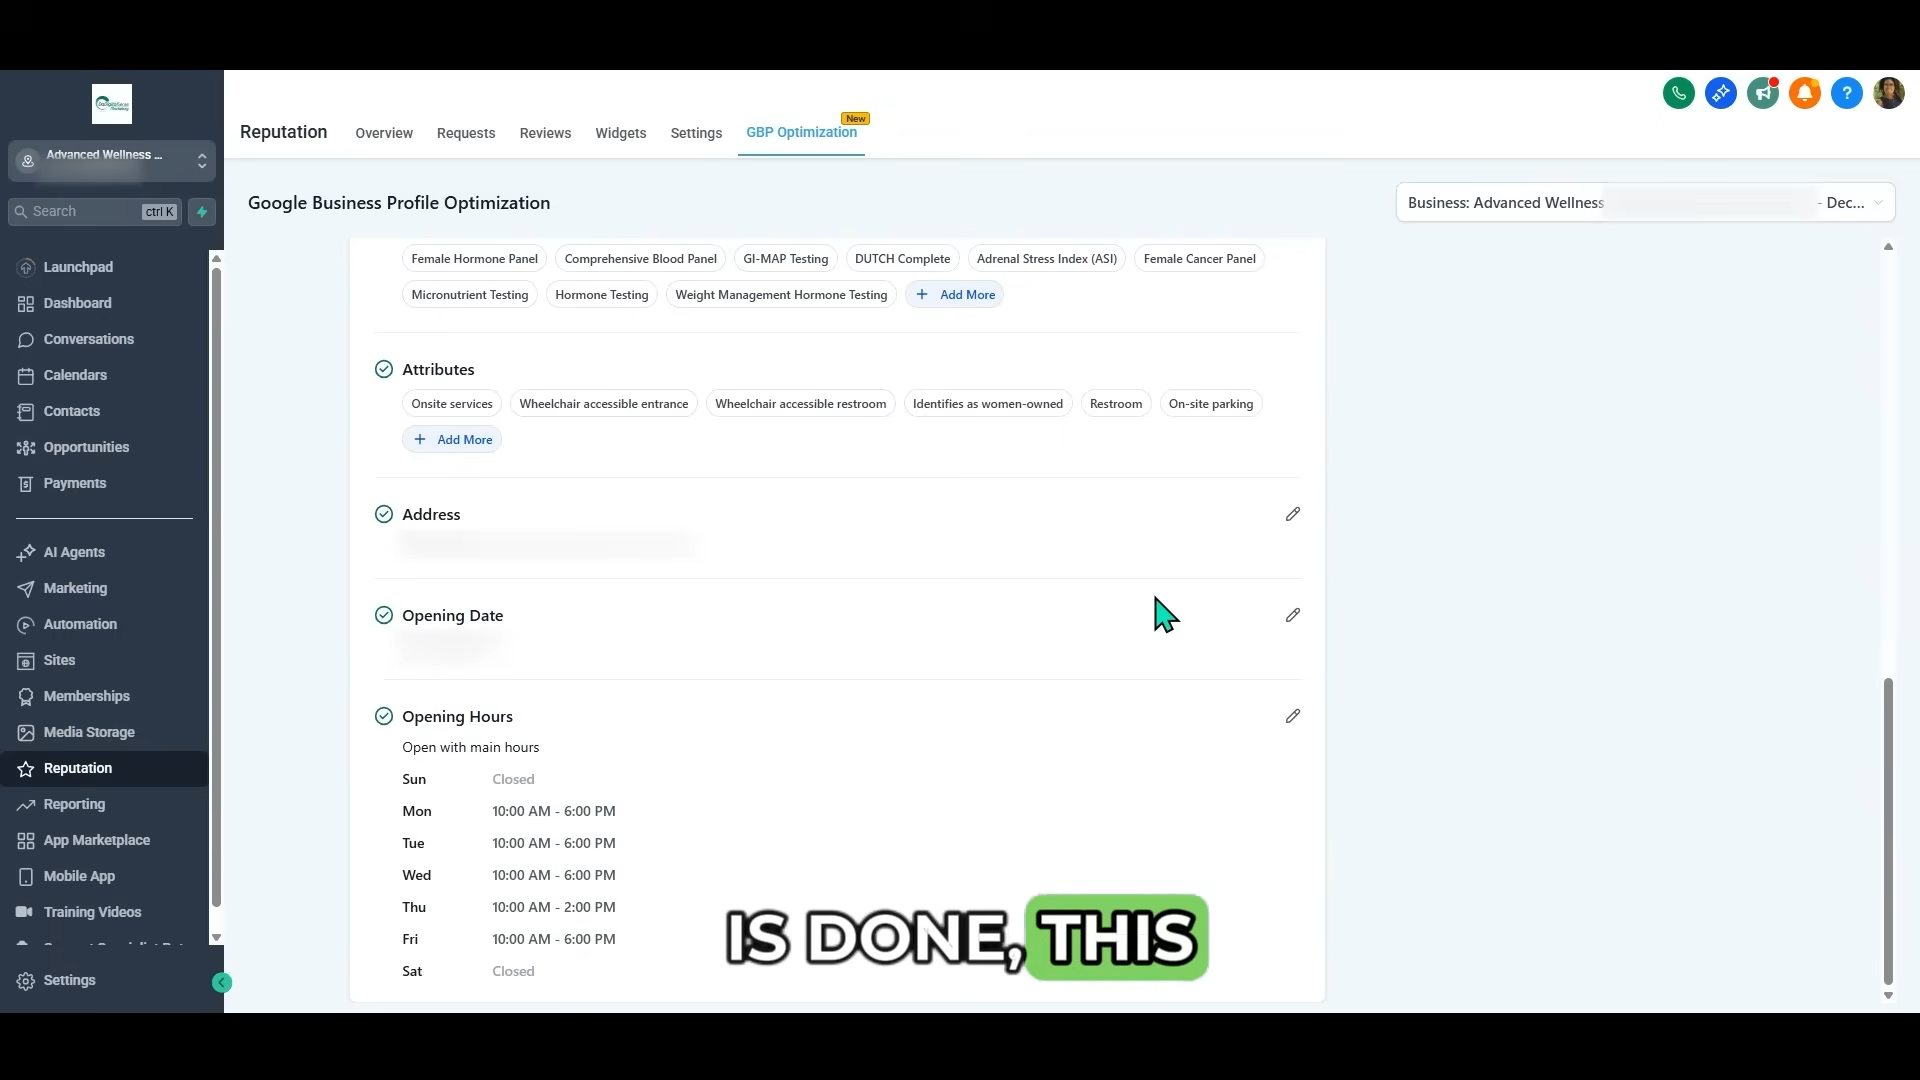 Advanced Wellness ...
Search
ctrl K
Launchpad
Dashboard
Conversations
Calendars
Contacts
Opportunities
Payments
AI Agents
Marketing
Automation
Sites
Memberships
Media Storage
Reputation
Reporting
App Marketplace
Mobile App
Training Videos
Settings
Reputation
Overview
Requests
Reviews
Widgets
Settings
GBP Optimization
New
Google Business Profile Optimization
Business: Advanced Wellness
- Dec...
Female Hormone Panel
Comprehensive Blood Panel
GI-MAP Testing
DUTCH Complete
Adrenal Stress Index (ASI)
Female Cancer Panel
Micronutrient Testing
Hormone Testing
Weight Management Hormone Testing
+ Add More
Attributes
Onsite services
Wheelchair accessible entrance
Wheelchair accessible restroom
Identifies as women-owned
Restroom
On-site parking
+ Add More
Address
Opening Date
Opening Hours
Open with main hours
Sun Closed
Mon 10:00 AM - 6:00 PM
Tue 10:00 AM - 6:00 PM
Wed 10:00 AM - 6:00 PM
Thu 10:00 AM - 2:00 PM
Fri 10:00 AM - 6:00 PM
Sat Closed
IS DONE, THIS